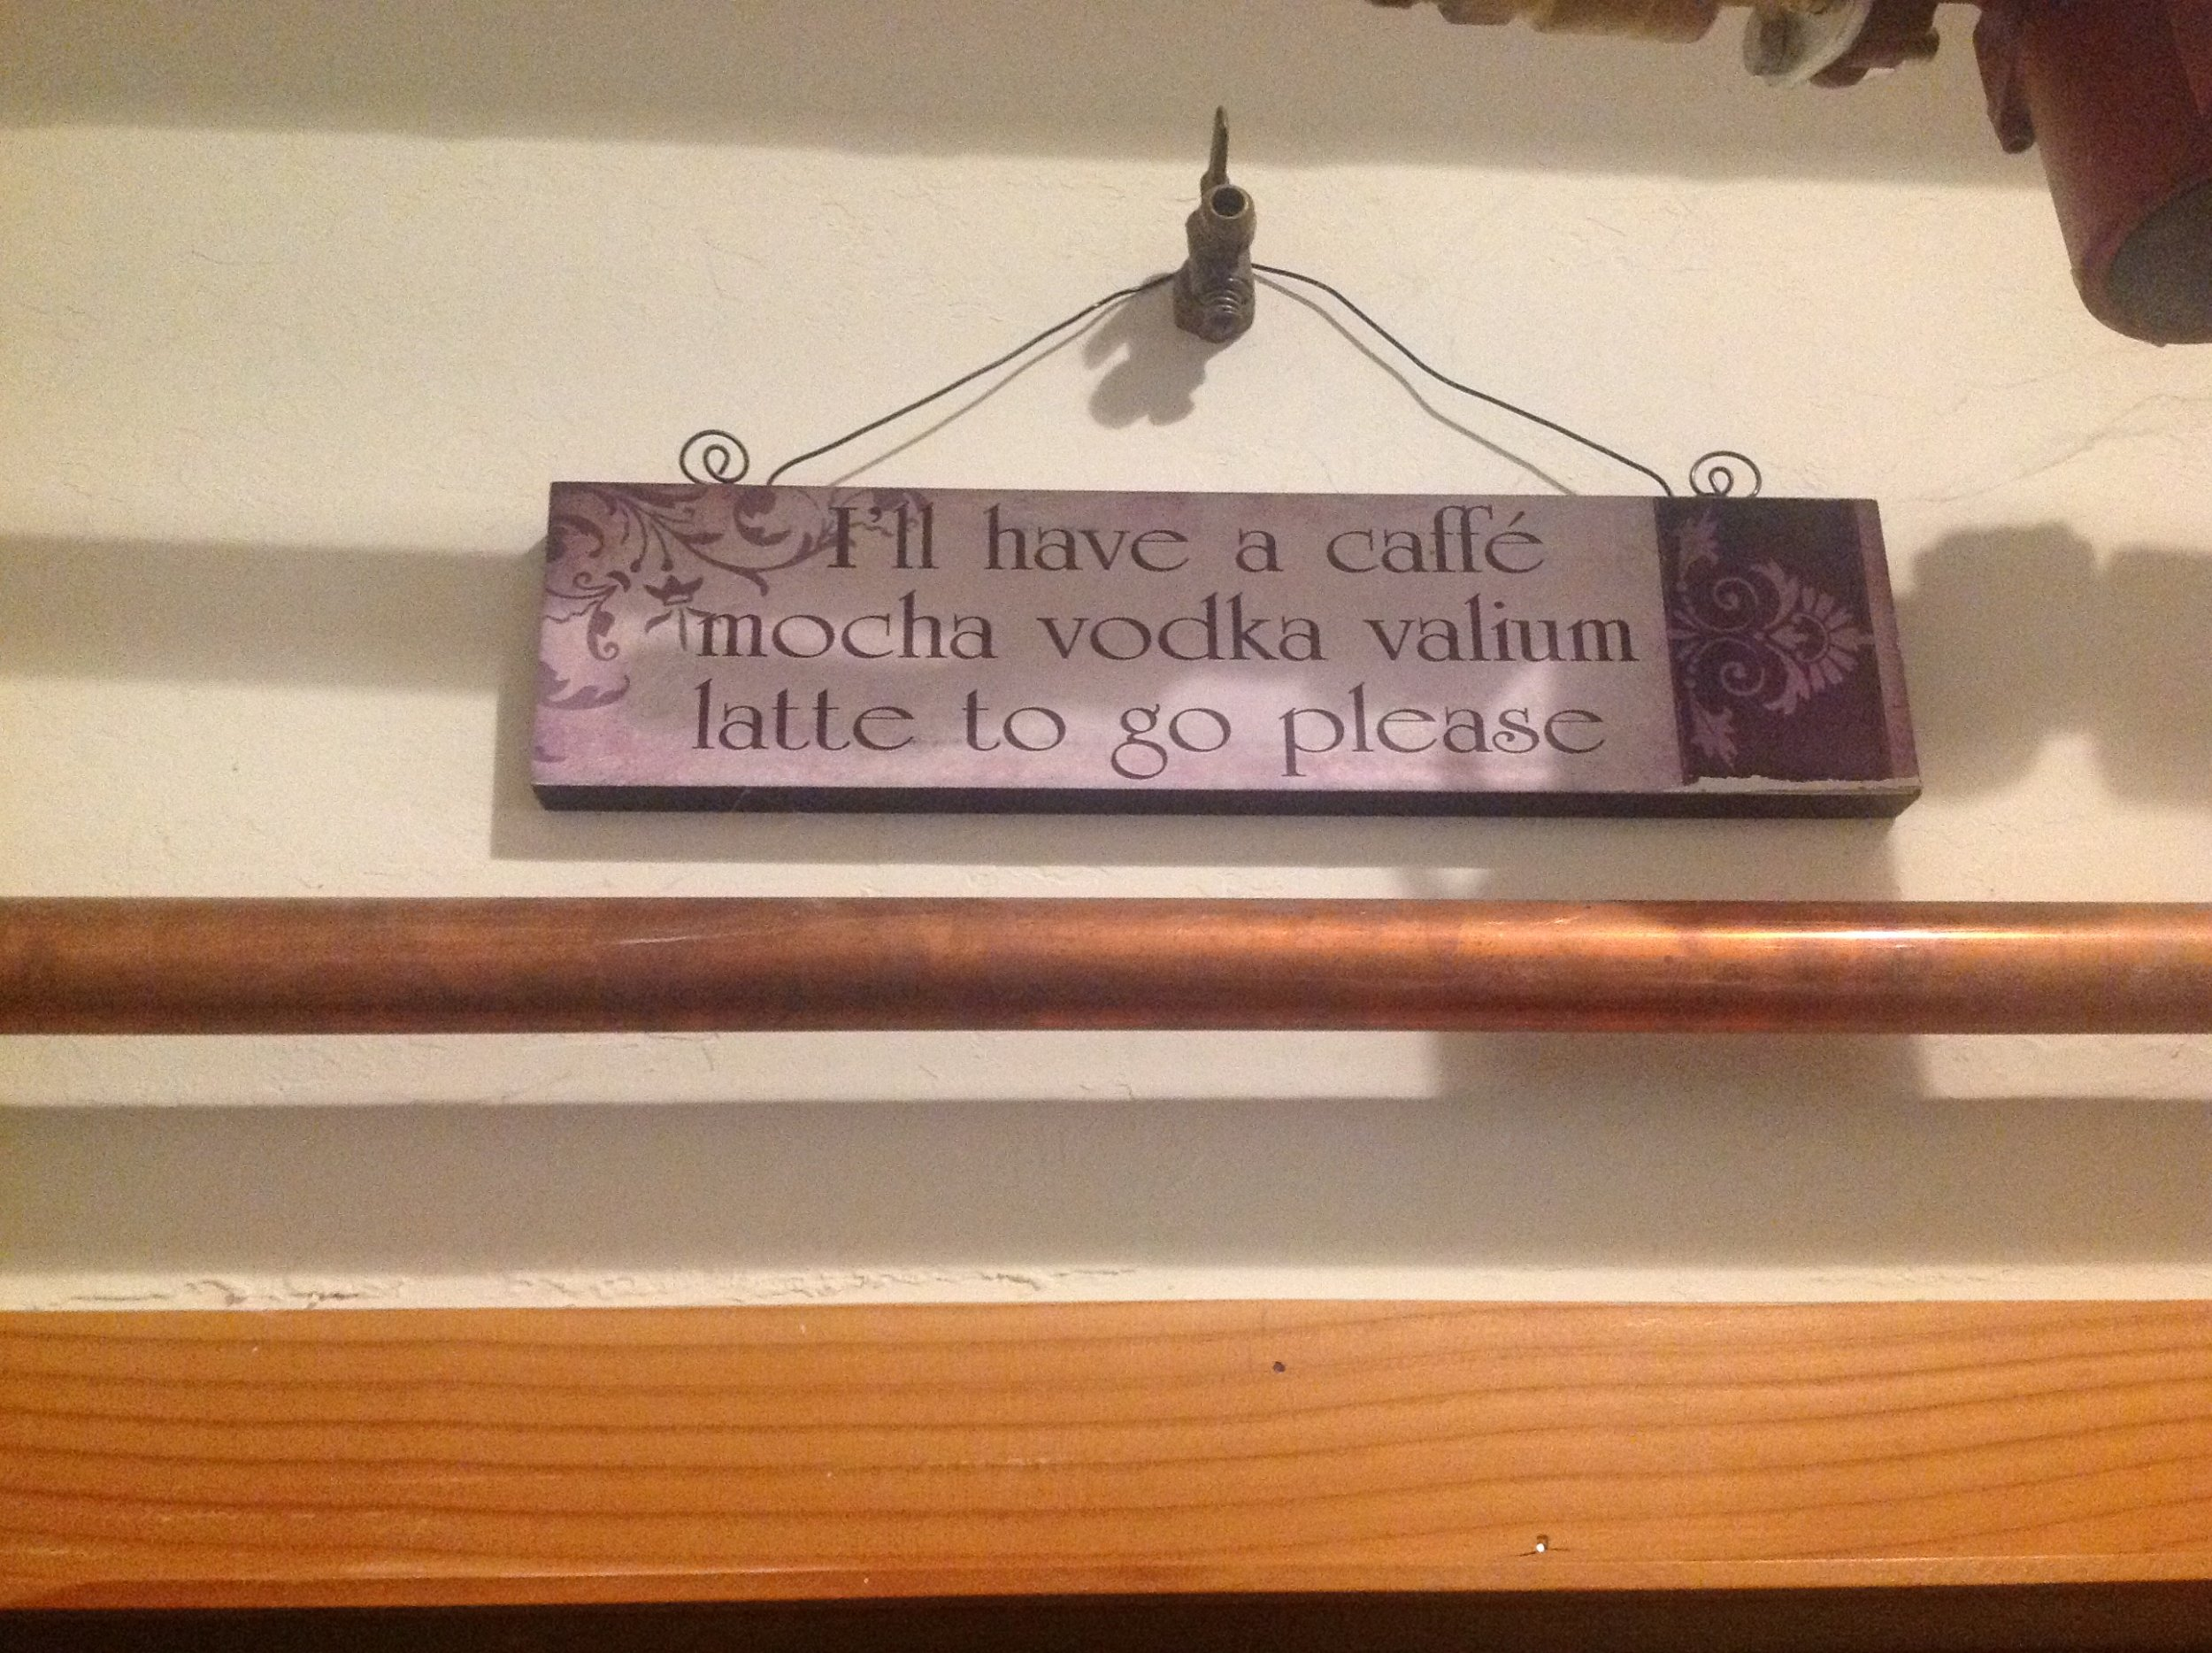 I'll have a caffé
mocha vodka valium
latte to go please